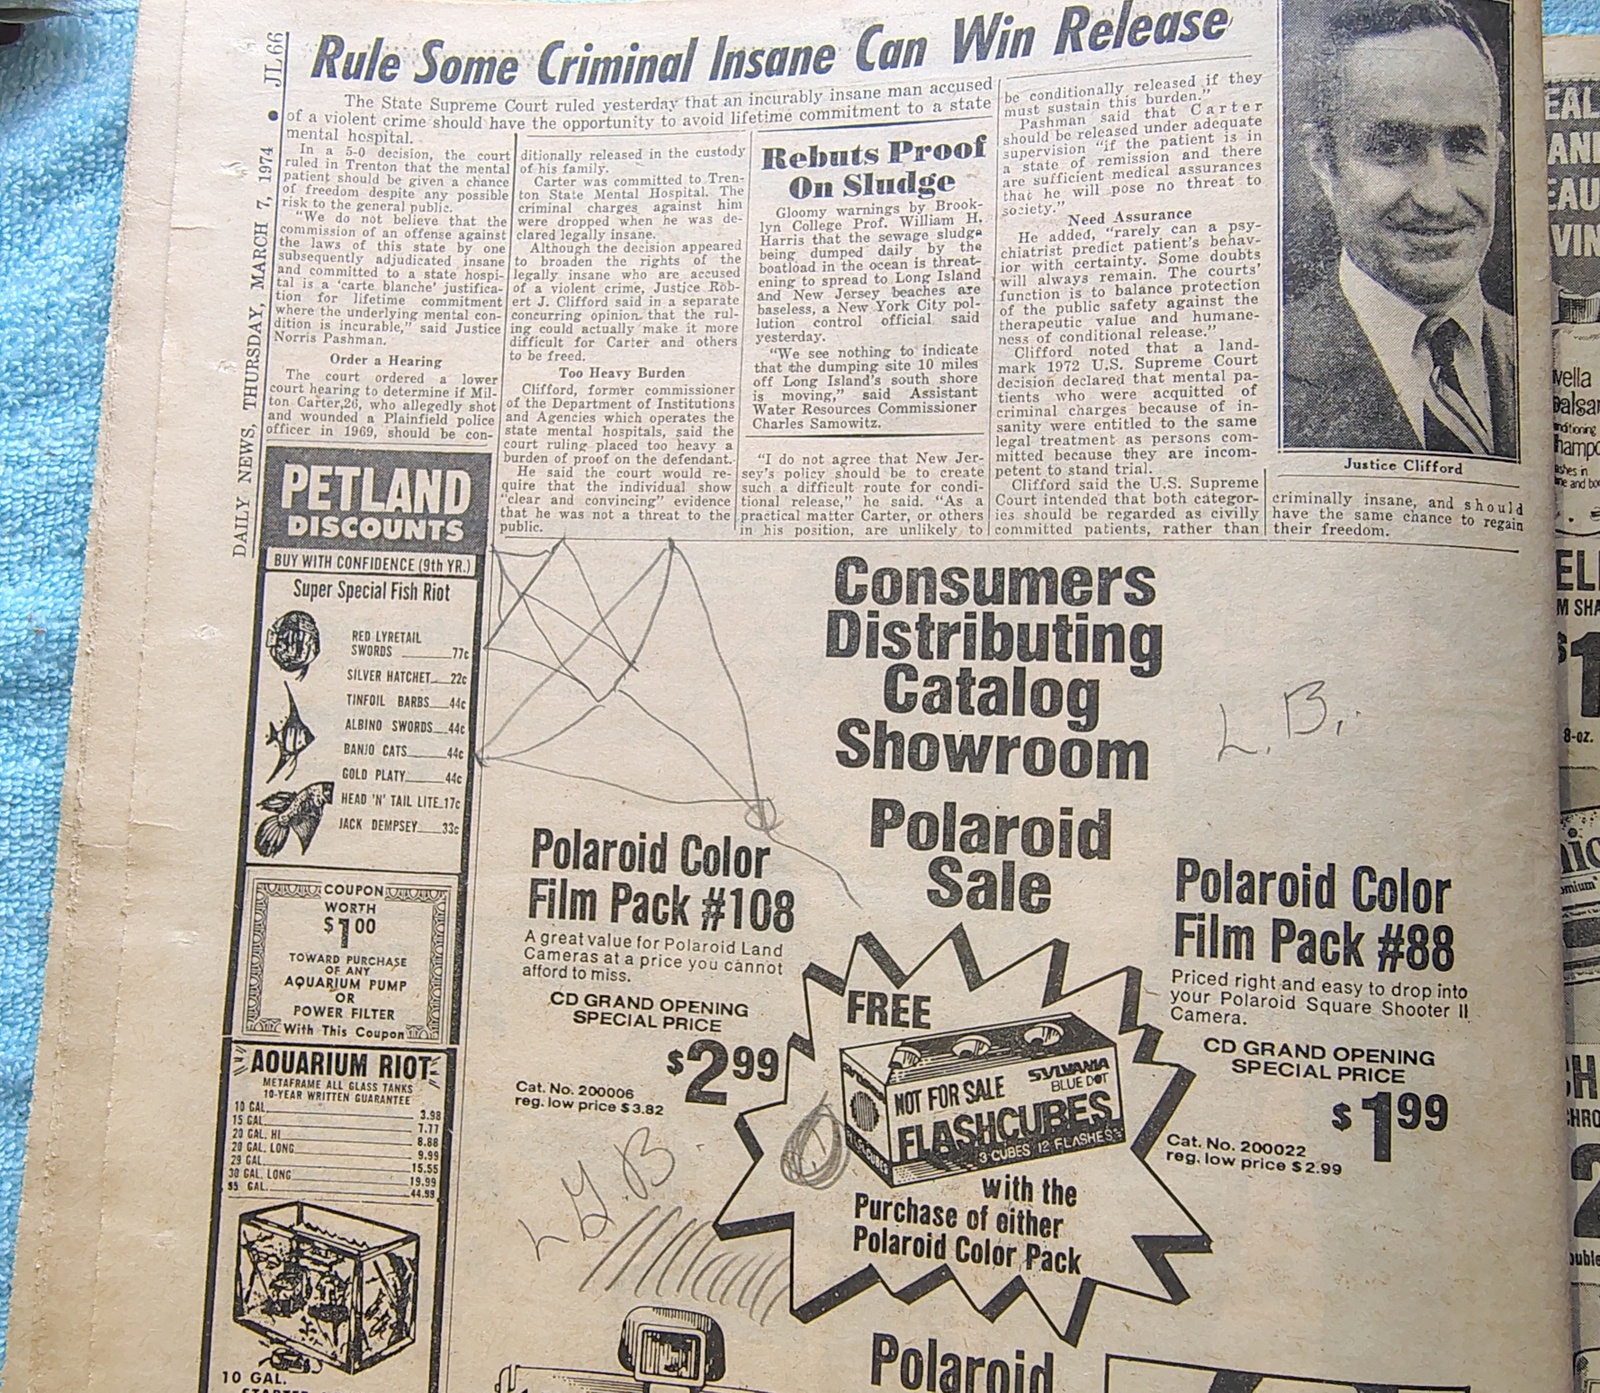 DAILY NEWS, THURSDAY, MARCH 7, 1974 • JL66
Rule Some Criminal Insane Can Win Release
The State Supreme Court ruled yesterday that an incurably insane man accused
of a violent crime should have the opportunity to avoid lifetime commitment to a state
mental hospital.
In a 5-0 decision, the court
ruled in Trenton that the mental
patient should be given a chance
of freedom despite any possible
risk to the general public.
"We do not believe that the
commission of an offense against
the laws of this state by one
subsequently adjudicated insane
and committed to a state hospi-
tal is a 'carte blanche' justifica-
tion for lifetime commitment
where the underlying mental con-
dition is incurable," said Justice
Norris Pashman.
Order a Hearing
The court ordered a lower
court hearing to determine if Mil-
ton Carter,26, who allegedly shot
and wounded a Plainfield police
officer in 1969, should be con-
ditionally released in the custody
of his family.
Carter was committed to Tren-
ton State Mental Hospital. The
criminal charges against him
were dropped when he was de-
clared legally insane.
Although the decision appeared
to broaden the rights of the
legally insane who are accused
of a violent crime, Justice Rob-
ert J. Clifford said in a separate
concurring opinion that the rul-
ing could actually make it more
difficult for Carter and others
to be freed.
Too Heavy Burden
Clifford, former commissioner
of the Department of Institutions
and Agencies which operates the
state mental hospitals, said the
court ruling placed too heavy a
burden of proof on the defendant.
He said the court would re-
quire that the individual show
"clear and convincing" evidence
that he was not a threat to the
public.
Rebuts Proof
On Sludge
Gloomy warnings by Brook-
lyn College Prof. William H.
Harris that the sewage sludge
being dumped daily by the
boatload in the ocean is threat-
ening to spread to Long Island
and New Jersey beaches are
baseless, a New York City pol-
lution control official said
yesterday.
"We see nothing to indicate
that the dumping site 10 miles
off Long Island's south shore
is moving," said Assistant
Water Resources Commissioner
Charles Samowitz.
"I do not agree that New Jer-
sey's policy should be to create
such a difficult route for condi-
tional release," he said. "As a
practical matter Carter, or others
in his position, are unlikely to
be conditionally released if they
must sustain this burden."
Pashman said that Carter
should be released under adequate
supervision "if the patient is in
a state of remission and there
are sufficient medical assurances
that he will pose no threat to
society."
Need Assurance
He added, "rarely can a psy-
chiatrist predict patient's behav-
ior with certainty. Some doubts
will always remain. The courts'
function is to balance protection
of the public safety against the
therapeutic value and humane-
ness of conditional release."
Clifford noted that a land-
mark 1972 U.S. Supreme Court
decision declared that mental pa-
tients who were acquitted of
criminal charges because of in-
sanity were entitled to the same
legal treatment as persons com-
mitted because they are incom-
petent to stand trial.
Clifford said the U.S. Supreme
Court intended that both categor-
ies should be regarded as civilly
committed patients, rather than
Justice Clifford
criminally insane, and should
have the same chance to regain
their freedom.
PETLAND
DISCOUNTS
BUY WITH CONFIDENCE (9th YR.)
Super Special Fish Riot
RED LYRETAIL
SWORDS 77c
SILVER HATCHET 22c
TINFOIL BARBS 44c
ALBINO SWORDS 44c
BANJO CATS 44c
GOLD PLATY 44c
HEAD 'N' TAIL LITE 17c
JACK DEMPSEY 33c
COUPON
WORTH
$1.00
TOWARD PURCHASE
OF ANY
AQUARIUM PUMP
OR
POWER FILTER
With This Coupon
AQUARIUM RIOT
METAFRAME ALL GLASS TANKS
10-YEAR WRITTEN GUARANTEE
10 GAL. 3.98
15 GAL. 7.77
20 GAL. HI 8.88
20 GAL. LONG 9.99
29 GAL. 15.55
30 GAL. LONG 19.99
55 GAL. 44.99
10 GAL.
Consumers
Distributing
Catalog
Showroom
L.B.
Polaroid
Sale
Polaroid Color
Film Pack #108
A great value for Polaroid Land
Cameras at a price you cannot
afford to miss.
CD GRAND OPENING
SPECIAL PRICE
$2.99
Cat. No. 200006
reg. low price $3.82
FREE
SYLVANIA
BLUE DOT
NOT FOR SALE
FLASHCUBES
3 CUBES 12 FLASHES
with the
Purchase of either
Polaroid Color Pack
Polaroid Color
Film Pack #88
Priced right and easy to drop into
your Polaroid Square Shooter II
Camera.
CD GRAND OPENING
SPECIAL PRICE
$1.99
Cat. No. 200022
reg. low price $2.99
Polaroid
8-oz.